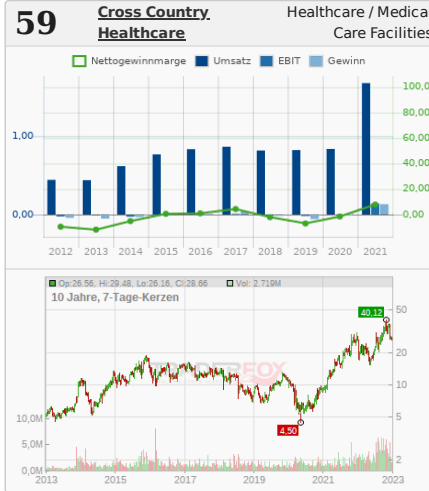 59
Cross Country
Healthcare
Healthcare / Medica
Care Facilities
Nettogewinnmarge Umsatz EBIT Gewinn
100,0
80,00
1,00
60,00
40,00
20,00
0,00
0,00
2012 2013 2014 2015 2016 2017 2018 2019 2020 2021
Op:26.56, Hi:29.48, Lo:26.16, Cl:28.66 Vol: 2.719M
10 Jahre, 7-Tage-Kerzen
40.12
50
20
TRADERFOX
10
10,0M
5
4.50
5,0M
2
0,0M
2013 2015 2017 2019 2021 2023